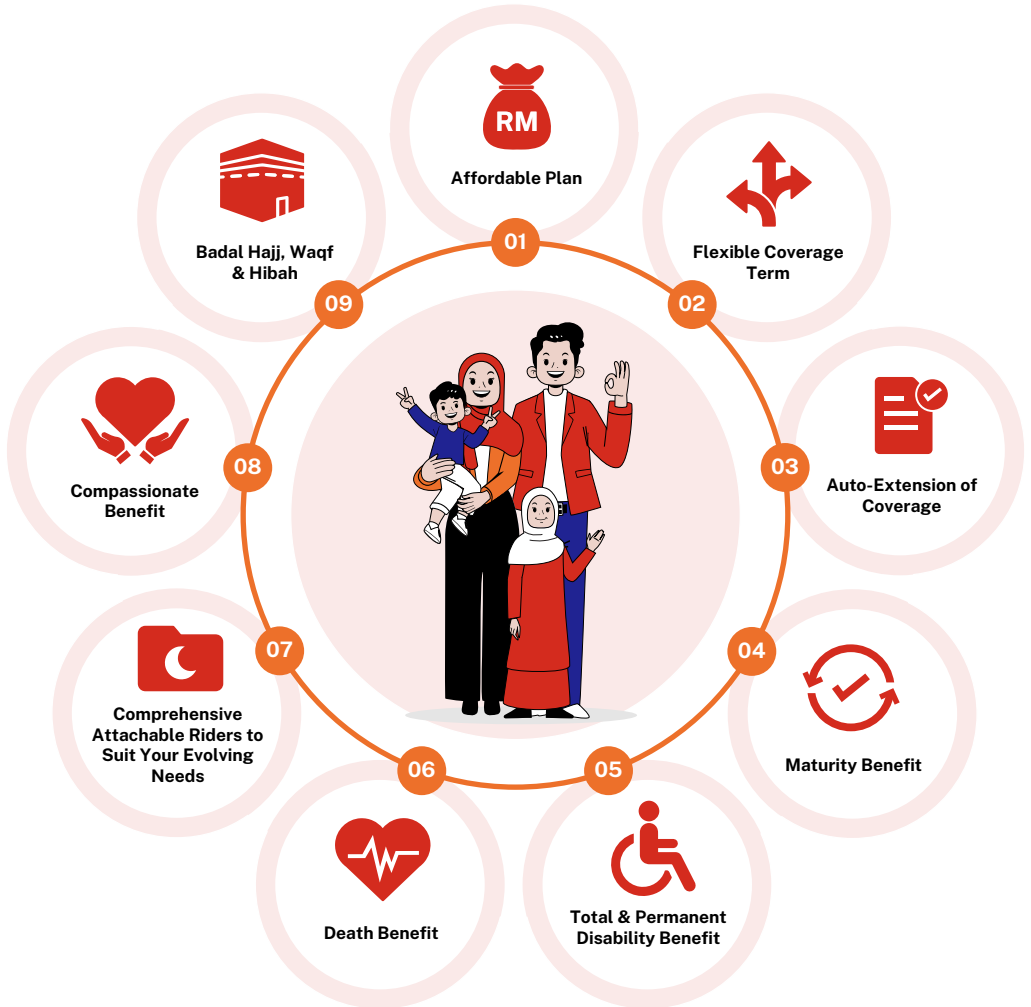 RM
Affordable Plan
01
Flexible Coverage
Term
02
Auto-Extension of
Coverage
03
Maturity Benefit
04
Total & Permanent
Disability Benefit
05
Death Benefit
06
Comprehensive
Attachable Riders to
Suit Your Evolving
Needs
07
Compassionate
Benefit
08
Badal Hajj, Waqf
& Hibah
09